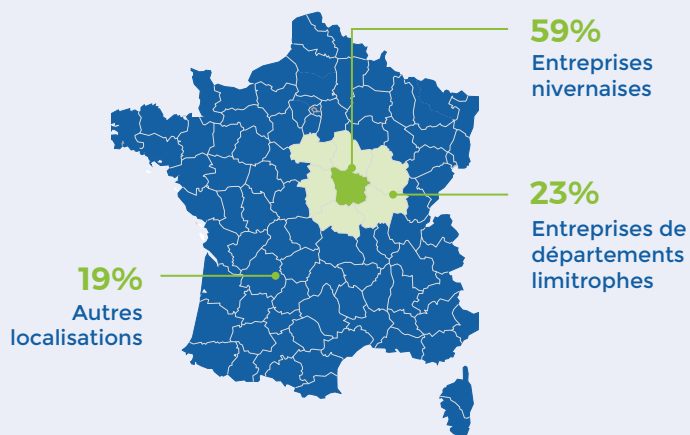 59%
Entreprises
nivernaises
23%
Entreprises de
départements
limitrophes
19%
Autres
localisations